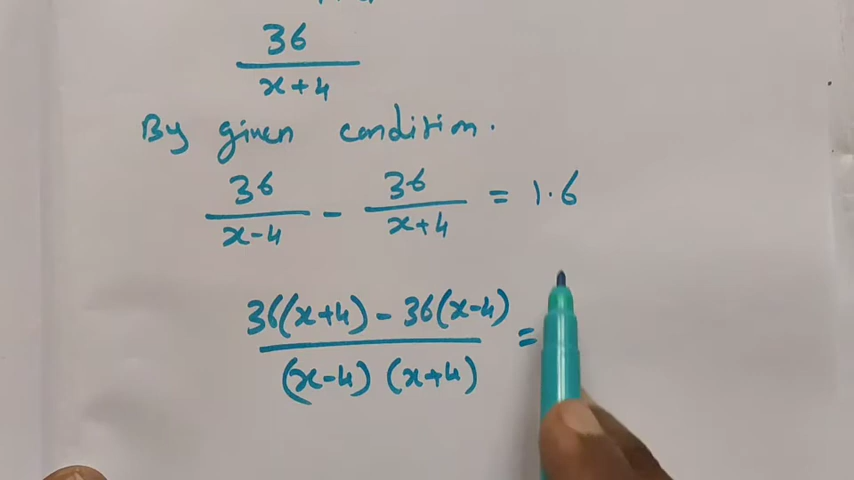 36
x+4
By given condition.
36/x-4 - 36/x+4 = 1.6
36(x+4) - 36(x-4)/(x-4) (x+4) =